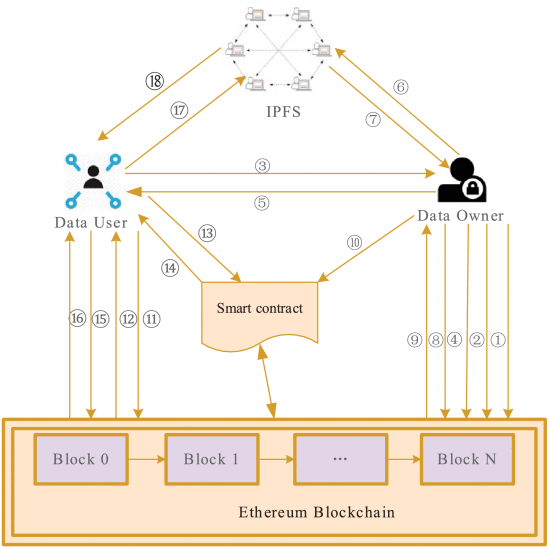 ⑱
⑥
⑰
IPFS
⑦
③
⑤
Data User
Data Owner
⑬
⑩
⑭
Smart contract
⑯ ⑮ ⑫ ⑪
⑨ ⑧ ④ ② ①
Block 0
Block 1
...
Block N
Ethereum Blockchain